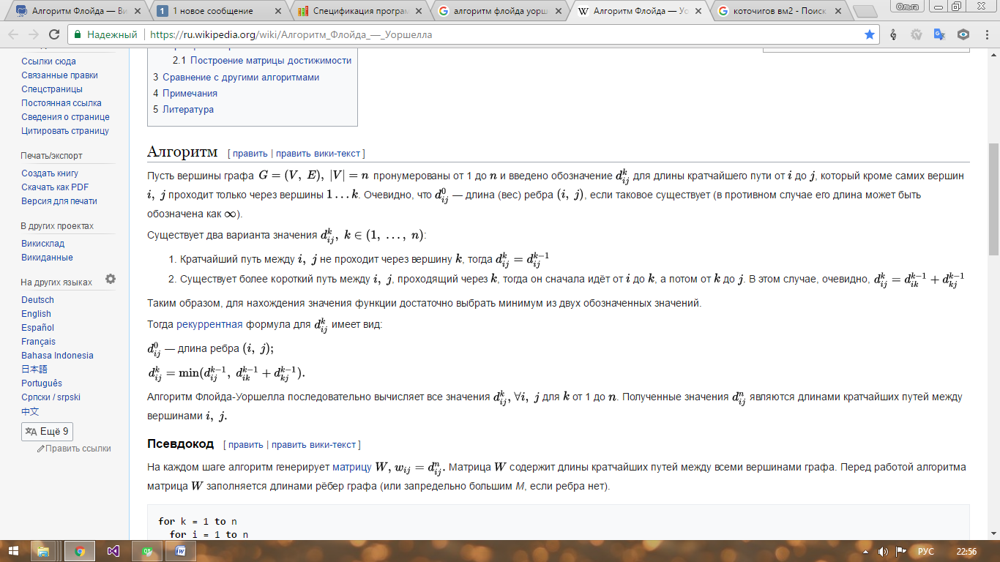 Алгоритм Флойда — Ви
1 новое сообщение
Спецификация програм
алгоритм флойда уорш
Алгоритм Флойда — Уо
коточигов вм2 - Поиск
Ольга
Надежный
https://ru.wikipedia.org/wiki/Алгоритм_Флойда_—_Уоршелла
Ссылки сюда
Связанные правки
Спецстраницы
Постоянная ссылка
Сведения о странице
Цитировать страницу
Печать/экспорт
Создать книгу
Скачать как PDF
Версия для печати
В других проектах
Викисклад
Викиданные
На других языках
Deutsch
English
Español
Français
Bahasa Indonesia
日本語
Português
Српски / srpski
中文
Ещё 9
Править ссылки
2.1 Построение матрицы достижимости
3 Сравнение с другими алгоритмами
4 Примечания
5 Литература
Алгоритм [ править | править вики-текст ]
Пусть вершины графа G = (V, E), |V| = n пронумерованы от 1 до n и введено обозначение d_{ij}^{k} для длины кратчайшего пути от i до j, который кроме самих вершин
i, j проходит только через вершины 1 … k. Очевидно, что d_{ij}^{0} — длина (вес) ребра (i, j), если таковое существует (в противном случае его длина может быть
обозначена как ∞).
Существует два варианта значения d_{ij}^{k}, k ∈ (1, …, n):
1. Кратчайший путь между i, j не проходит через вершину k, тогда d_{ij}^{k} = d_{ij}^{k−1}
2. Существует более короткий путь между i, j, проходящий через k, тогда он сначала идёт от i до k, а потом от k до j. В этом случае, очевидно, d_{ij}^{k} = d_{ik}^{k−1} + d_{kj}^{k−1}
Таким образом, для нахождения значения функции достаточно выбрать минимум из двух обозначенных значений.
Тогда рекуррентная формула для d_{ij}^{k} имеет вид:
d_{ij}^{0} — длина ребра (i, j);
d_{ij}^{k} = min(d_{ij}^{k−1}, d_{ik}^{k−1} + d_{kj}^{k−1}).
Алгоритм Флойда-Уоршелла последовательно вычисляет все значения d_{ij}^{k}, ∀i, j для k от 1 до n. Полученные значения d_{ij}^{n} являются длинами кратчайших путей между
вершинами i, j.
Псевдокод [ править | править вики-текст ]
На каждом шаге алгоритм генерирует матрицу W, w_{ij} = d_{ij}^{n}. Матрица W содержит длины кратчайших путей между всеми вершинами графа. Перед работой алгоритма
матрица W заполняется длинами рёбер графа (или запредельно большим M, если ребра нет).
for k = 1 to n
for i = 1 to n
РУС
22:56